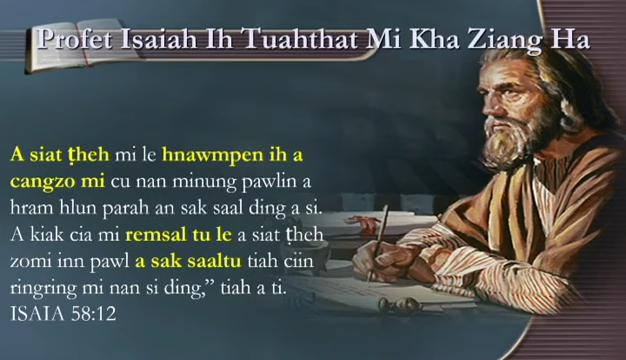 Profet Isaiah Ih Tuahthat Mi Kha Ziang Ha
A siat ṭheh mi le hnawmpen ih a
cangzo mi cu nan minung pawlin a
hram hlun parah an sak saal ding a si.
A kiak cia mi remsal tu le a siat ṭheh
zomi inn pawl a sak saaltu tiah ciin
ringring mi nan si ding,” tiah a ti.
ISAIA 58:12